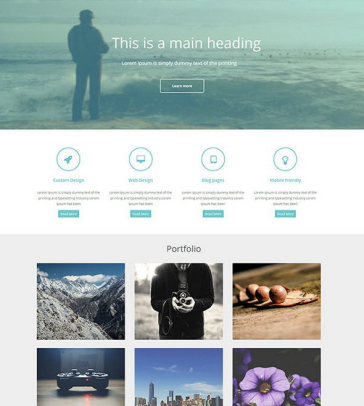 This is a main heading
Lorem Ipsum is simply dummy text of the printing
Learn more
Custom Design
Web Design
Blog pages
Mobile friendly
Lorem Ipsum is simply dummy text of the
printing and typesetting industry.Lorem
Ipsum has been
Read More
Lorem Ipsum is simply dummy text of the
printing and typesetting industry.Lorem
Ipsum has been
Read More
Lorem Ipsum is simply dummy text of the
printing and typesetting industry.Lorem
Ipsum has been
Read More
Lorem Ipsum is simply dummy text of the
printing and typesetting industry.Lorem
Ipsum has been
Read More
Portfolio